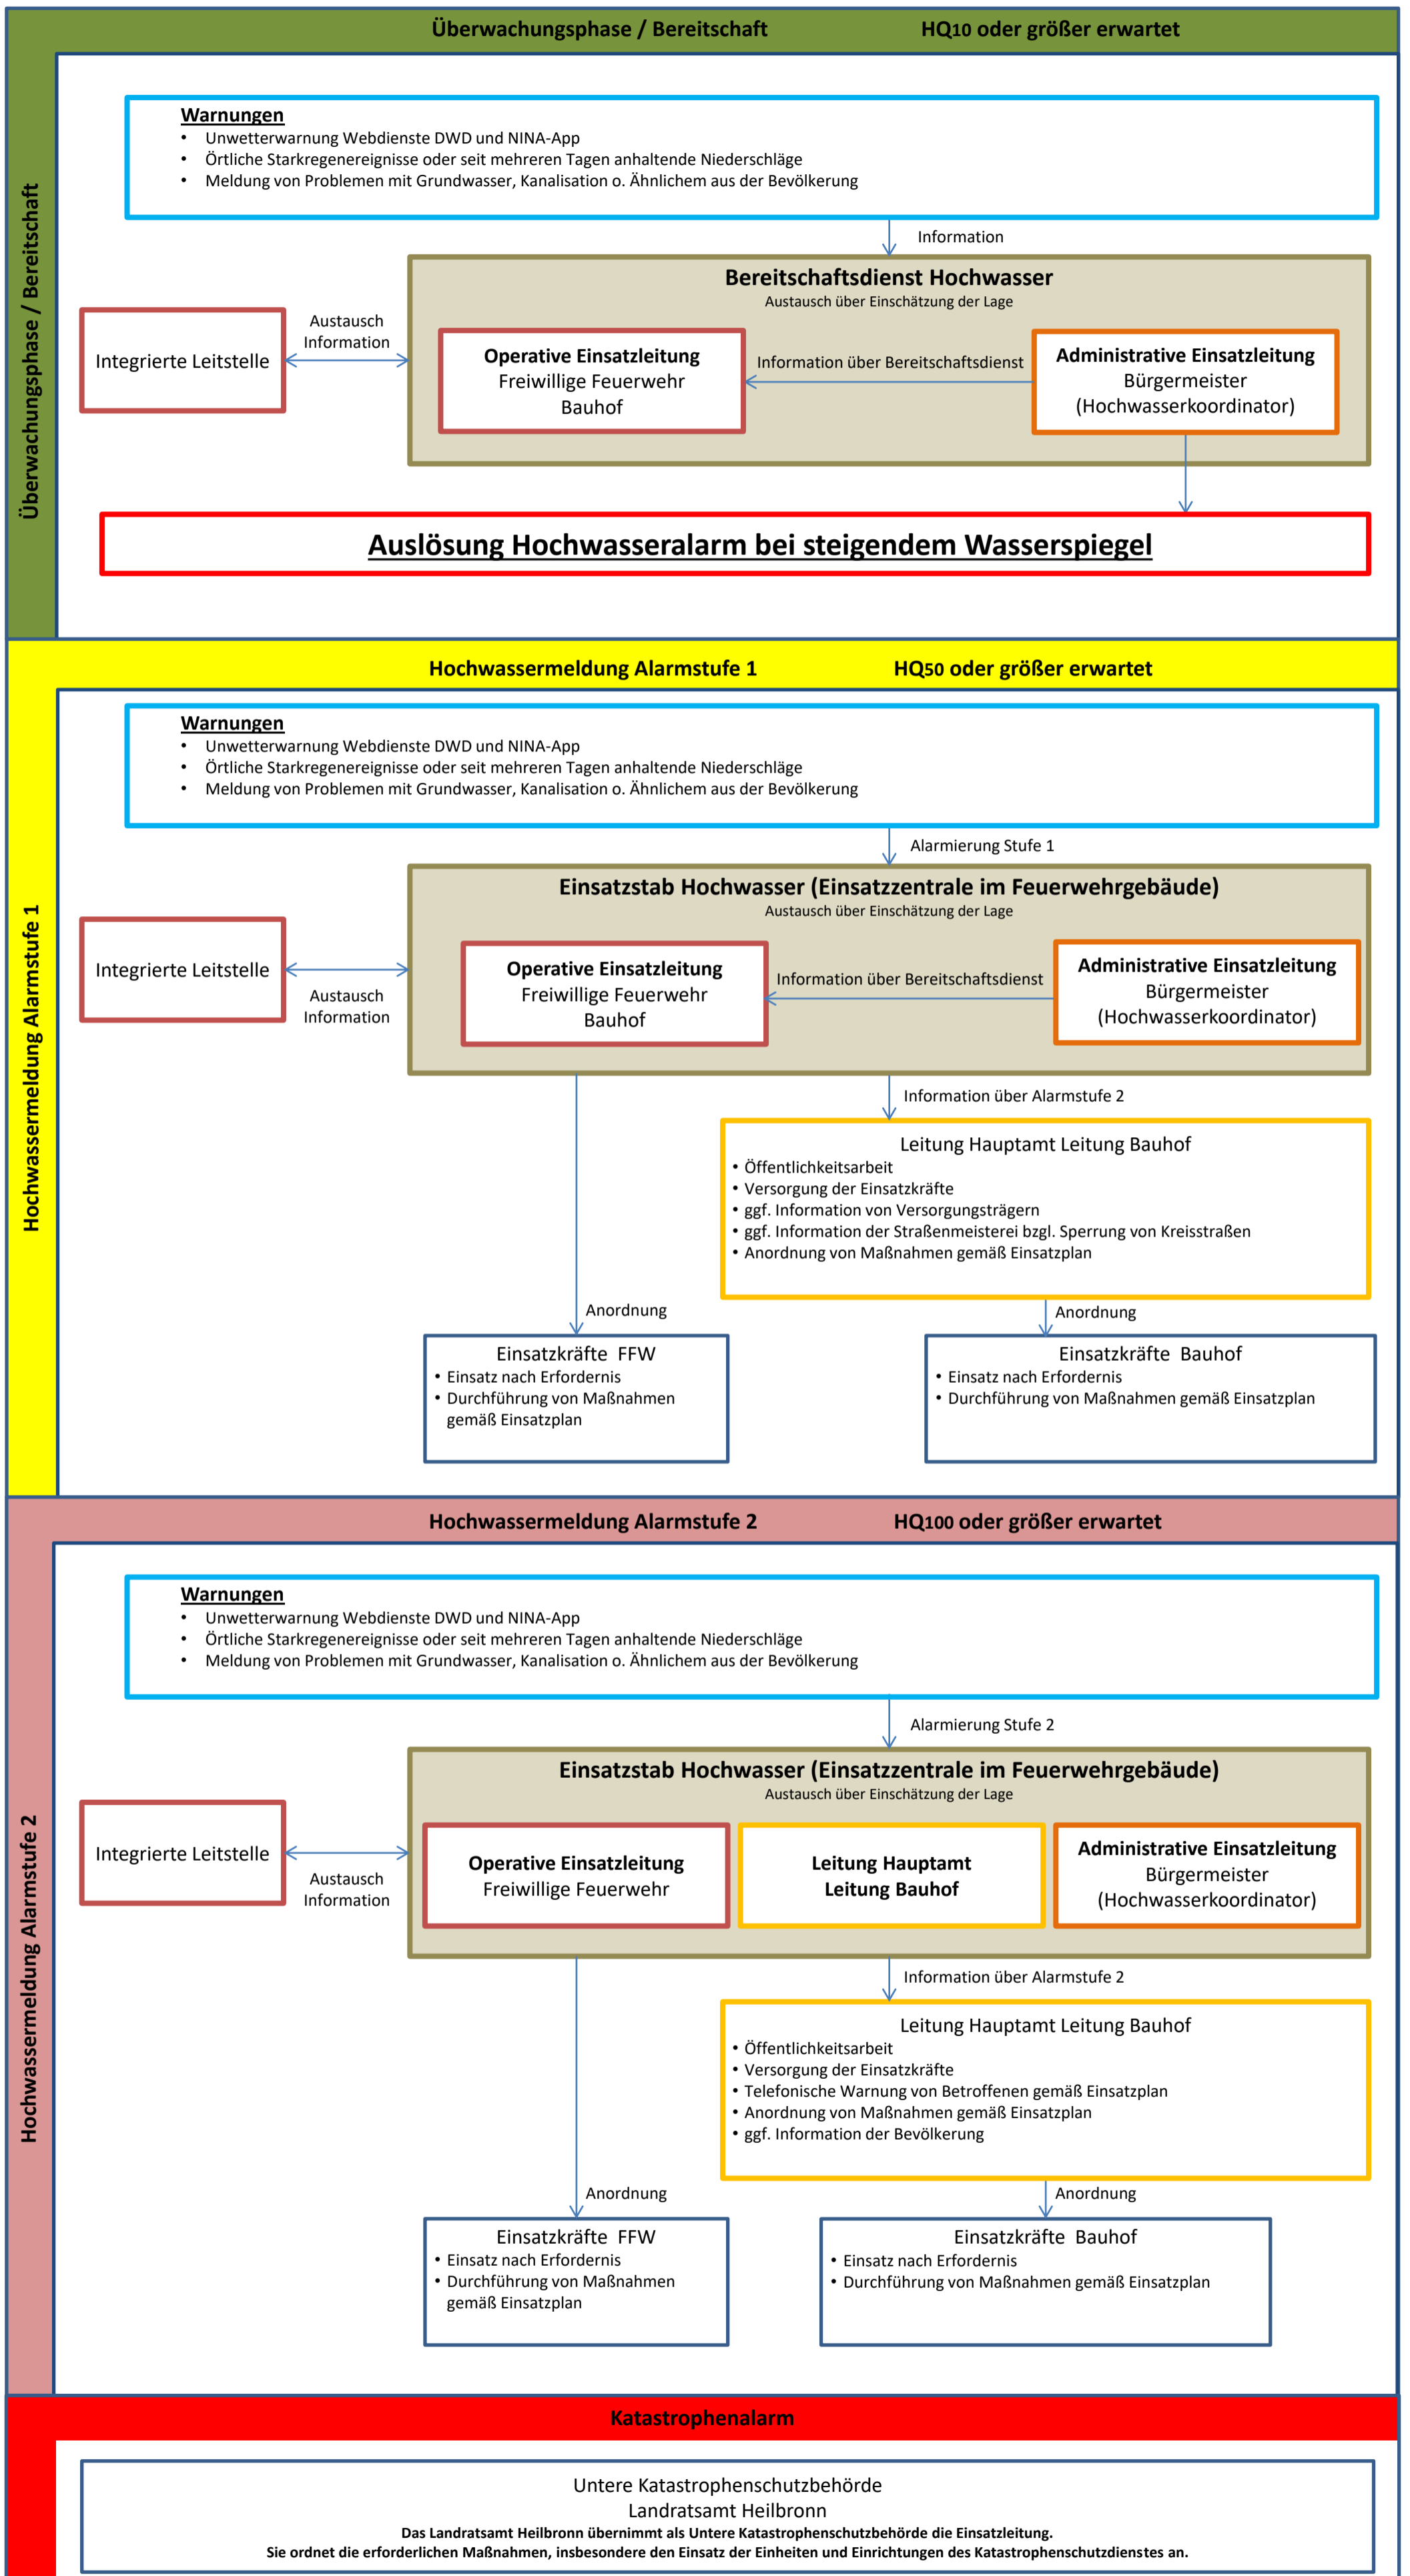 Überwachungsphase / Bereitschaft HQ10 oder größer erwartet
Überwachungsphase / Bereitschaft
Warnungen
• Unwetterwarnung Webdienste DWD und NINA-App
• Örtliche Starkregenereignisse oder seit mehreren Tagen anhaltende Niederschläge
• Meldung von Problemen mit Grundwasser, Kanalisation o. Ähnlichem aus der Bevölkerung
Information
Bereitschaftsdienst Hochwasser
Austausch über Einschätzung der Lage
Integrierte Leitstelle
Austausch
Information
Operative Einsatzleitung
Freiwillige Feuerwehr
Bauhof
Information über Bereitschaftsdienst
Administrative Einsatzleitung
Bürgermeister
(Hochwasserkoordinator)
Auslösung Hochwasseralarm bei steigendem Wasserspiegel
Hochwassermeldung Alarmstufe 1 HQ50 oder größer erwartet
Hochwassermeldung Alarmstufe 1
Warnungen
• Unwetterwarnung Webdienste DWD und NINA-App
• Örtliche Starkregenereignisse oder seit mehreren Tagen anhaltende Niederschläge
• Meldung von Problemen mit Grundwasser, Kanalisation o. Ähnlichem aus der Bevölkerung
Alarmierung Stufe 1
Einsatzstab Hochwasser (Einsatzzentrale im Feuerwehrgebäude)
Austausch über Einschätzung der Lage
Integrierte Leitstelle
Austausch
Information
Operative Einsatzleitung
Freiwillige Feuerwehr
Bauhof
Information über Bereitschaftsdienst
Administrative Einsatzleitung
Bürgermeister
(Hochwasserkoordinator)
Information über Alarmstufe 2
Leitung Hauptamt Leitung Bauhof
• Öffentlichkeitsarbeit
• Versorgung der Einsatzkräfte
• ggf. Information von Versorgungsträgern
• ggf. Information der Straßenmeisterei bzgl. Sperrung von Kreisstraßen
• Anordnung von Maßnahmen gemäß Einsatzplan
Anordnung
Anordnung
Einsatzkräfte FFW
• Einsatz nach Erfordernis
• Durchführung von Maßnahmen
gemäß Einsatzplan
Einsatzkräfte Bauhof
• Einsatz nach Erfordernis
• Durchführung von Maßnahmen gemäß Einsatzplan
Hochwassermeldung Alarmstufe 2 HQ100 oder größer erwartet
Hochwassermeldung Alarmstufe 2
Warnungen
• Unwetterwarnung Webdienste DWD und NINA-App
• Örtliche Starkregenereignisse oder seit mehreren Tagen anhaltende Niederschläge
• Meldung von Problemen mit Grundwasser, Kanalisation o. Ähnlichem aus der Bevölkerung
Alarmierung Stufe 2
Einsatzstab Hochwasser (Einsatzzentrale im Feuerwehrgebäude)
Austausch über Einschätzung der Lage
Integrierte Leitstelle
Austausch
Information
Operative Einsatzleitung
Freiwillige Feuerwehr
Leitung Hauptamt
Leitung Bauhof
Administrative Einsatzleitung
Bürgermeister
(Hochwasserkoordinator)
Information über Alarmstufe 2
Leitung Hauptamt Leitung Bauhof
• Öffentlichkeitsarbeit
• Versorgung der Einsatzkräfte
• Telefonische Warnung von Betroffenen gemäß Einsatzplan
• Anordnung von Maßnahmen gemäß Einsatzplan
• ggf. Information der Bevölkerung
Anordnung
Anordnung
Einsatzkräfte FFW
• Einsatz nach Erfordernis
• Durchführung von Maßnahmen
gemäß Einsatzplan
Einsatzkräfte Bauhof
• Einsatz nach Erfordernis
• Durchführung von Maßnahmen gemäß Einsatzplan
Katastrophenalarm
Untere Katastrophenschutzbehörde
Landratsamt Heilbronn
Das Landratsamt Heilbronn übernimmt als Untere Katastrophenschutzbehörde die Einsatzleitung.
Sie ordnet die erforderlichen Maßnahmen, insbesondere den Einsatz der Einheiten und Einrichtungen des Katastrophenschutzdienstes an.